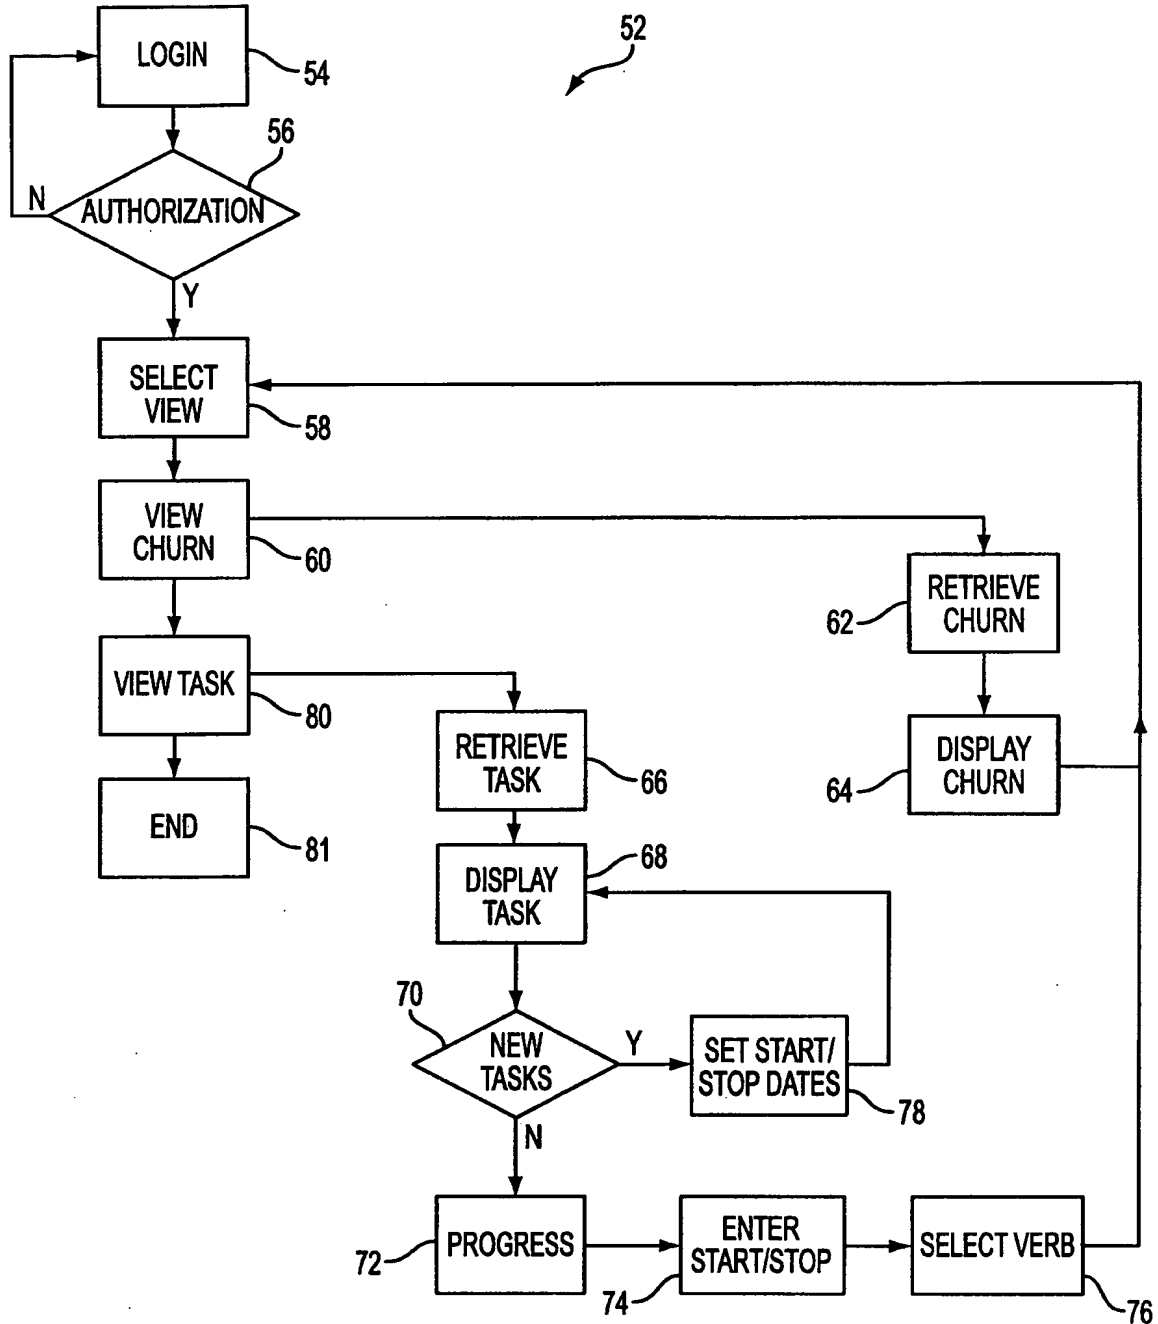 52
LOGIN
54
56
N
AUTHORIZATION
Y
SELECT
VIEW
58
VIEW
CHURN
60
RETRIEVE
CHURN
62
VIEW TASK
80
RETRIEVE
TASK
66
DISPLAY
CHURN
64
END
81
68
DISPLAY
TASK
70
NEW
TASKS
Y
SET START/
STOP DATES
78
N
PROGRESS
72
ENTER
START/STOP
74
SELECT VERB
76